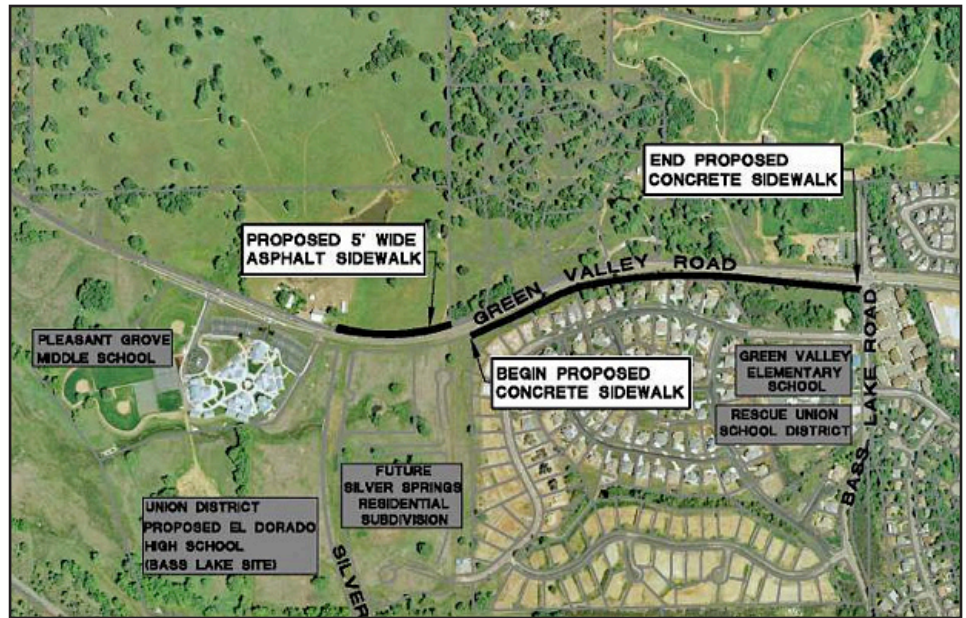 END PROPOSED
CONCRETE SIDEWALK
PROPOSED 5' WIDE
ASPHALT SIDEWALK
GREEN VALLEY ROAD
PLEASANT GROVE
MIDDLE SCHOOL
BEGIN PROPOSED
CONCRETE SIDEWALK
GREEN VALLEY
ELEMENTARY
SCHOOL
RESCUE UNION
SCHOOL DISTRICT
BASS LAKE ROAD
FUTURE
SILVER SPRINGS
RESIDENTIAL
SUBDIVISION
UNION DISTRICT
PROPOSED EL DORADO
HIGH SCHOOL
(BASS LAKE SITE)
SILVER